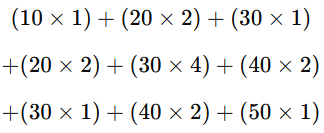 (10 × 1) + (20 × 2) + (30 × 1)
+(20 × 2) + (30 × 4) + (40 × 2)
+(30 × 1) + (40 × 2) + (50 × 1)